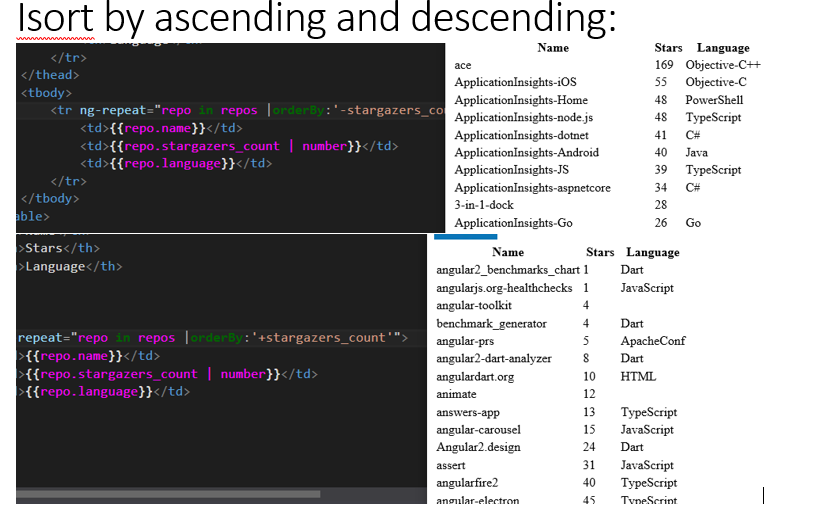 Isort by ascending and descending:
</tr>
</thead>
<tbody>
<tr ng-repeat="repo in repos |orderBy:'-stargazers_co
<td>{{repo.name}}</td>
<td>{{repo.stargazers_count | number}}</td>
<td>{{repo.language}}</td>
</tr>
</tbody>
able>
Name Stars Language
ace 169 Objective-C++
ApplicationInsights-iOS 55 Objective-C
ApplicationInsights-Home 48 PowerShell
ApplicationInsights-node.js 48 TypeScript
ApplicationInsights-dotnet 41 C#
ApplicationInsights-Android 40 Java
ApplicationInsights-JS 39 TypeScript
ApplicationInsights-aspnetcore 34 C#
3-in-1-dock 28
ApplicationInsights-Go 26 Go
>Stars</th>
>Language</th>
repeat="repo in repos |orderBy:'+stargazers_count'">
>{{repo.name}}</td>
>{{repo.stargazers_count | number}}</td>
>{{repo.language}}</td>
Name Stars Language
angular2_benchmarks_chart 1 Dart
angularjs.org-healthchecks 1 JavaScript
angular-toolkit 4
benchmark_generator 4 Dart
angular-prs 5 ApacheConf
angular2-dart-analyzer 8 Dart
angulardart.org 10 HTML
animate 12
answers-app 13 TypeScript
angular-carousel 15 JavaScript
Angular2.design 24 Dart
assert 31 JavaScript
angularfire2 40 TypeScript
angular-electron 45 TypeScript